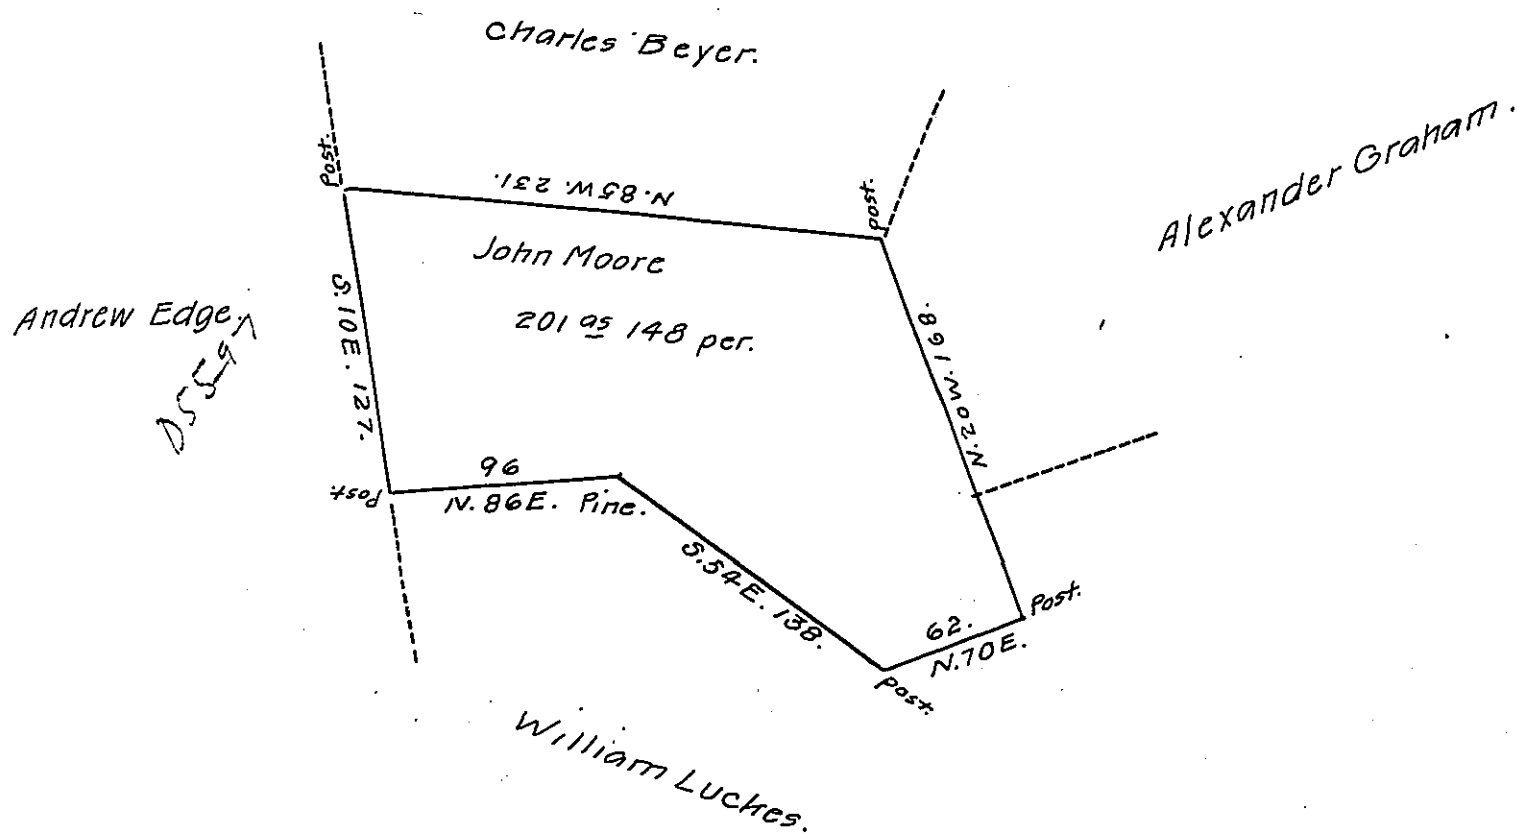 Charles Beyer.
Alexander Graham.
Post.
N. 85 W. 231.
Post.
John Moore
201 as 148 per.
Andrew Edge.
D5597
S. 10 E. 127.
N. 20 W. 168.
Post.
96
N. 86 E. Pine.
S. 54 E. 138.
62.
N. 70 E.
Post.
Post.
William Luckes.